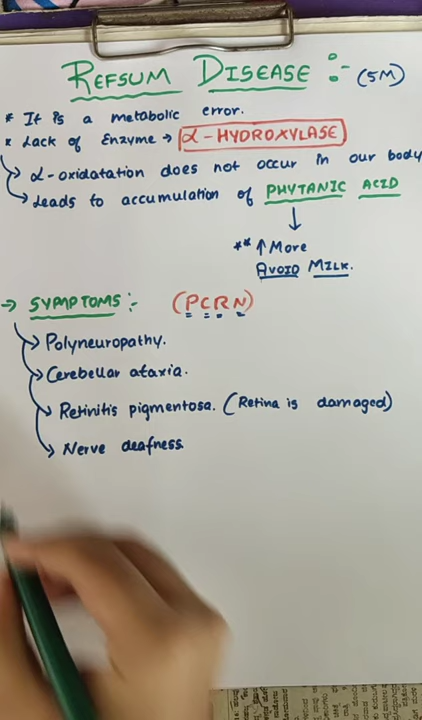 REFSUM DISEASE :- (5M)
* It is a metabolic error.
* Lack of Enzyme → α-HYDROXYLASE
→ α-oxidatation does not occur in our body
→ Leads to accumulation of PHYTANIC ACID
↓
** ↑ More
AVOID MILK.
→ SYMPTOMS :- (PCRN)
→ Polyneuropathy.
→ Cerebellar ataxia.
→ Retinitis pigmentosa. (Retina is damaged)
→ Nerve deafness